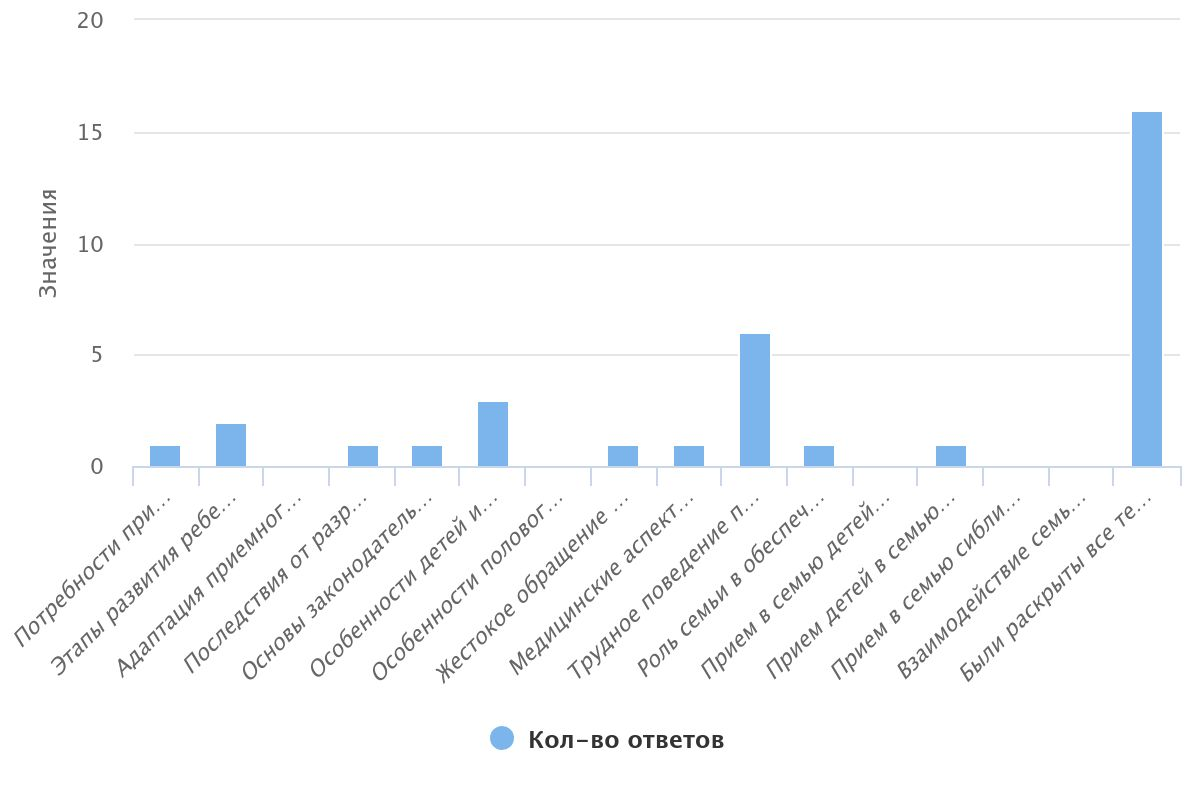 20
15
10
5
0
Значения
Потребности при...
Этапы развития ребе...
Адаптация приемног...
Последствия от разр...
Основы законодатель...
Особенности детей и...
Особенности половог...
Жестокое обращение ...
Медицинские аспект...
Трудное поведение п...
Роль семьи в обеспеч...
Прием в семью детей...
Прием детей в семью...
Прием в семью сибли...
Взаимодействие семь...
Были раскрыты все те...
Кол-во ответов